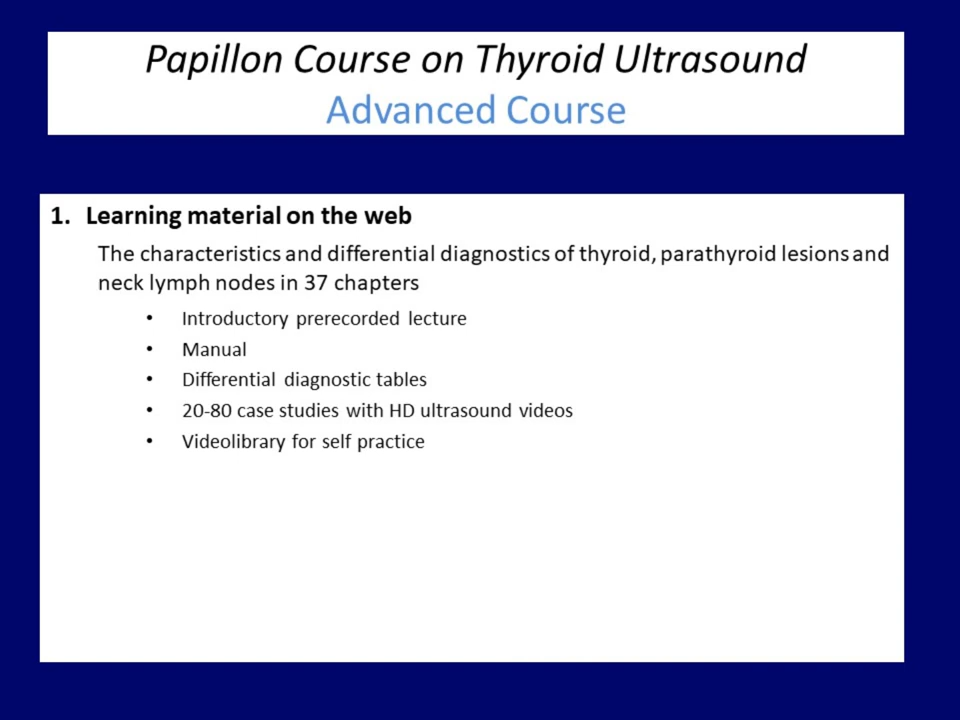 Papillon Course on Thyroid Ultrasound
Advanced Course
1. Learning material on the web
The characteristics and differential diagnostics of thyroid, parathyroid lesions and
neck lymph nodes in 37 chapters
• Introductory prerecorded lecture
• Manual
• Differential diagnostic tables
• 20-80 case studies with HD ultrasound videos
• Videolibrary for self practice